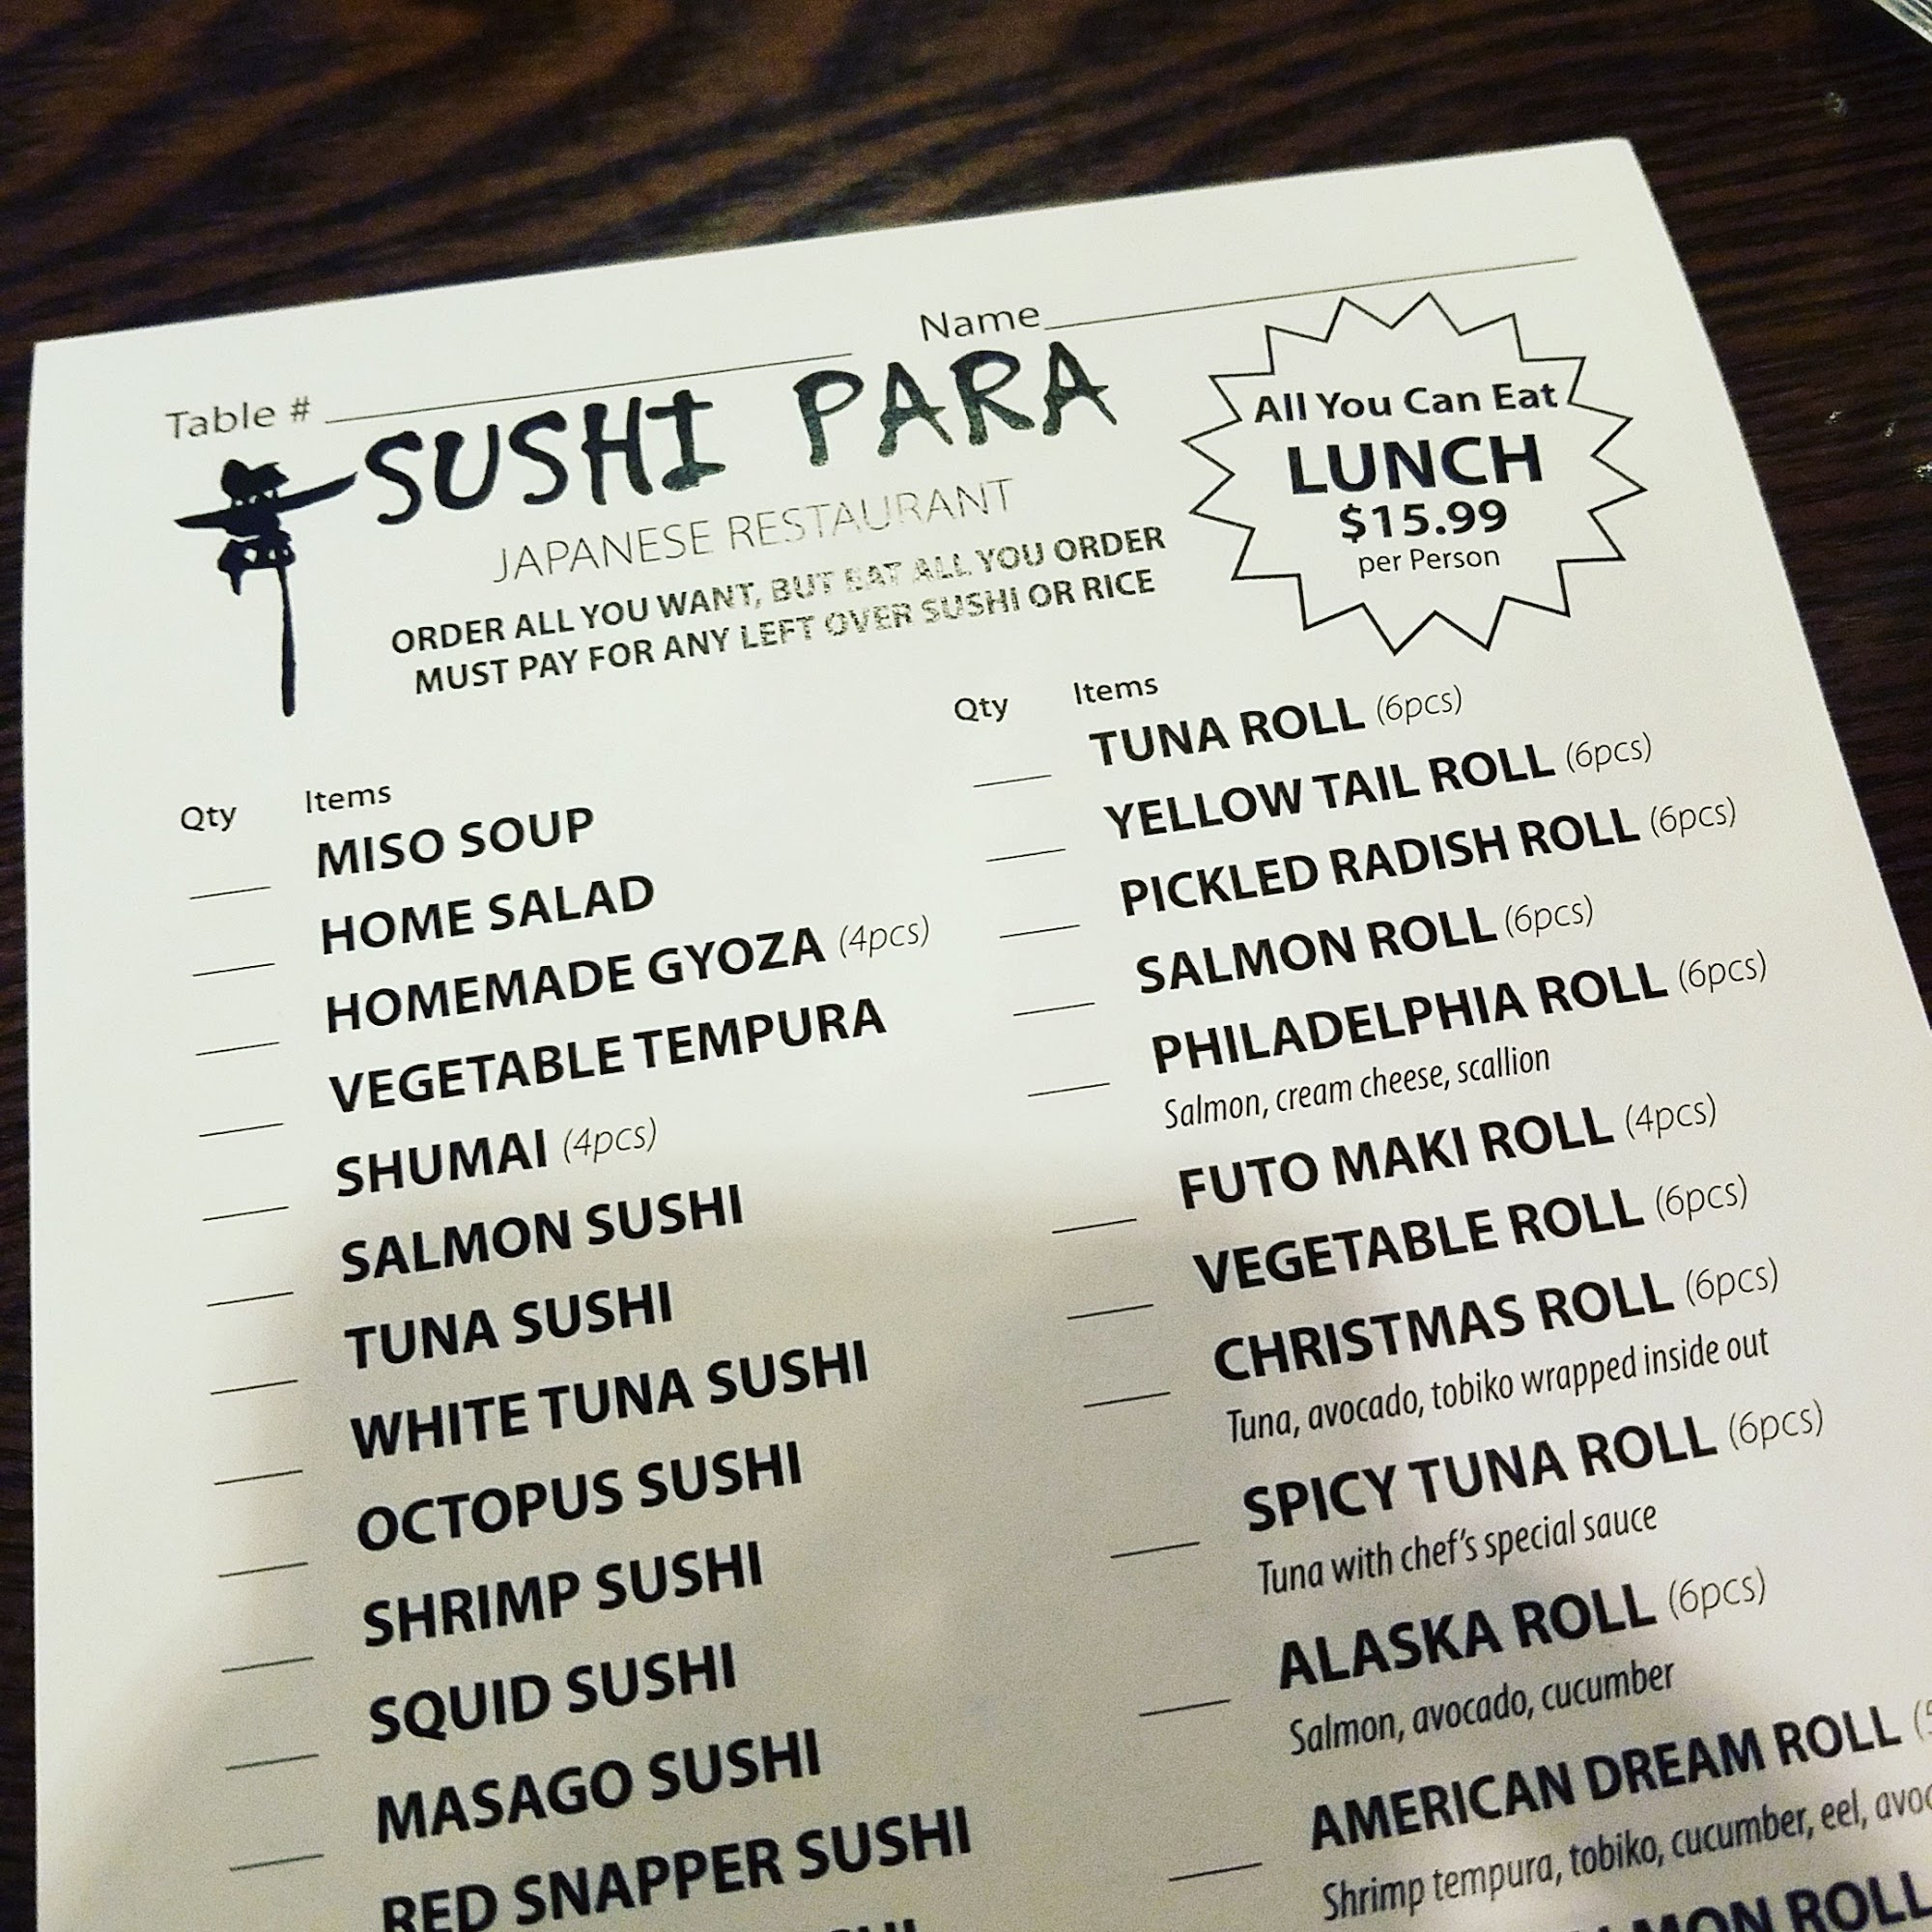 Table #
Name
SUSHI PARA
JAPANESE RESTAURANT
ORDER ALL YOU WANT, BUT EAT ALL YOU ORDER
MUST PAY FOR ANY LEFT OVER SUSHI OR RICE
All You Can Eat
LUNCH
$15.99
per Person
Qty Items
MISO SOUP
HOME SALAD
HOMEMADE GYOZA (4pcs)
VEGETABLE TEMPURA
SHUMAI (4pcs)
SALMON SUSHI
TUNA SUSHI
WHITE TUNA SUSHI
OCTOPUS SUSHI
SHRIMP SUSHI
SQUID SUSHI
MASAGO SUSHI
RED SNAPPER SUSHI
Qty Items
TUNA ROLL (6pcs)
YELLOW TAIL ROLL (6pcs)
PICKLED RADISH ROLL (6pcs)
SALMON ROLL (6pcs)
PHILADELPHIA ROLL (6pcs)
Salmon, cream cheese, scallion
FUTO MAKI ROLL (4pcs)
VEGETABLE ROLL (6pcs)
CHRISTMAS ROLL (6pcs)
Tuna, avocado, tobiko wrapped inside out
SPICY TUNA ROLL (6pcs)
Tuna with chef's special sauce
ALASKA ROLL (6pcs)
Salmon, avocado, cucumber
AMERICAN DREAM ROLL
Shrimp tempura, tobiko, cucumber, eel,
ROLL